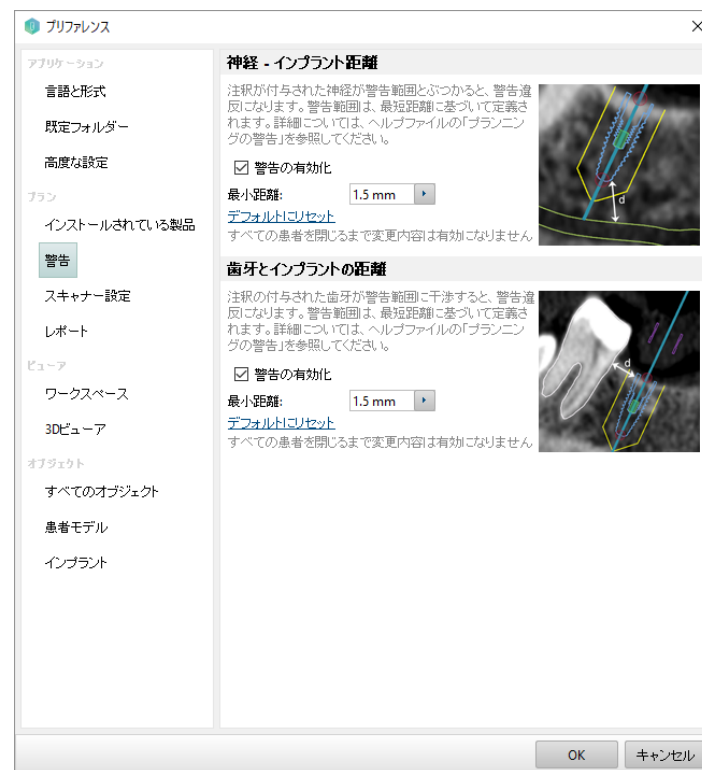 プリファレンス
アプリケーション
言語と形式
既定フォルダー
高度な設定
プラン
インストールされている製品
警告
スキャナー設定
レポート
ビューア
ワークスペース
3Dビューア
オブジェクト
すべてのオブジェクト
患者モデル
インプラント
神経 - インプラント距離
注釈が付与された神経が警告範囲とぶつかると、警告違
反になります。警告範囲は、最短距離に基づいて定義さ
れます。詳細については、ヘルプファイルの「プランニン
グの警告」を参照してください。
警告の有効化
最小距離:
1.5 mm
デフォルトにリセット
すべての患者を閉じるまで変更内容は有効になりません
d
歯牙とインプラントの距離
注釈の付与された歯牙が警告範囲に干渉すると、警告違
反になります。警告範囲は、最短距離に基づいて定義さ
れます。詳細については、ヘルプファイルの「プランニン
グの警告」を参照してください。
警告の有効化
最小距離:
1.5 mm
デフォルトにリセット
すべての患者を閉じるまで変更内容は有効になりません
d
OK
キャンセル